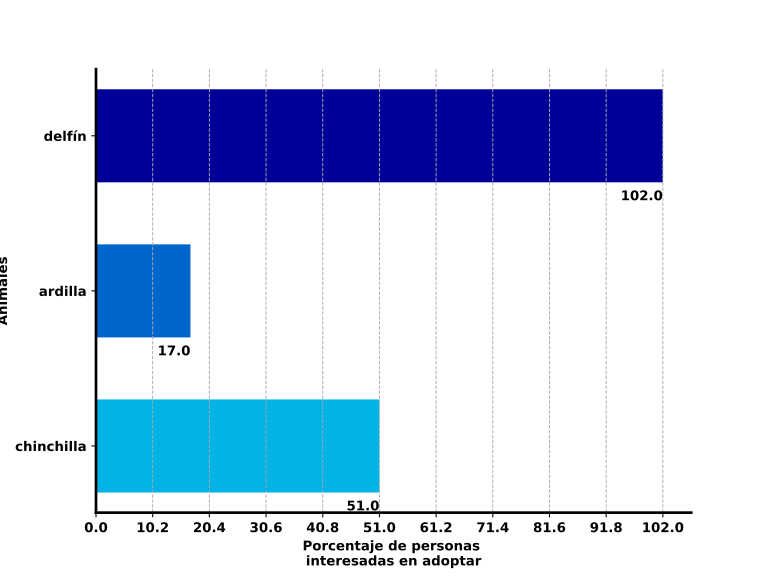 delfín
102.0
Animales
ardilla
17.0
chinchilla
51.0
0.0 10.2 20.4 30.6 40.8 51.0 61.2 71.4 81.6 91.8 102.0
Porcentaje de personas
interesadas en adoptar